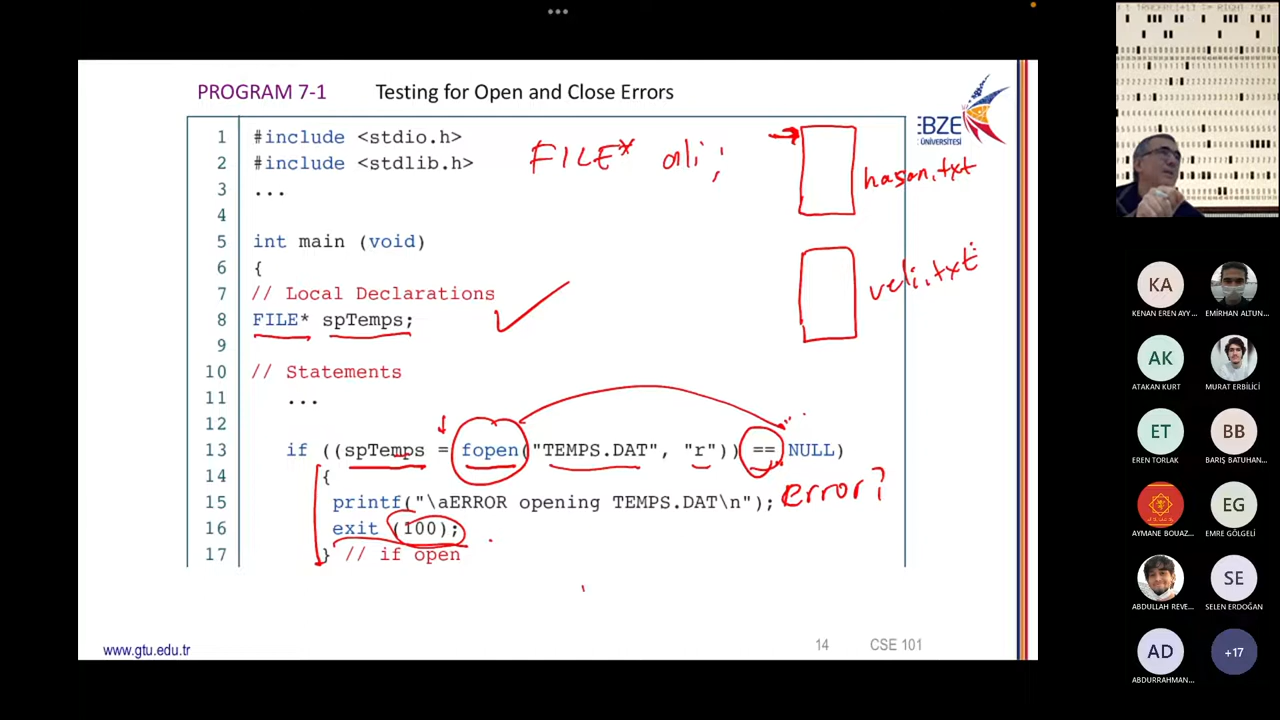 PROGRAM 7-1 Testing for Open and Close Errors
EBZE
ÜNİVERSİTESİ
1 #include <stdio.h>
2 #include <stdlib.h>
3 ...
4
5 int main (void)
6 {
7 // Local Declarations
8 FILE* spTemps;
9
10 // Statements
11 ...
12
13 if ((spTemps = fopen("TEMPS.DAT", "r")) == NULL)
14 {
15 printf("\aERROR opening TEMPS.DAT\n");
16 exit (100);
17 } // if open
FILE* ali;
hasan.txt
veli.txt
error?
www.gtu.edu.tr
14 CSE 101
KA
KENAN EREN AYY...
EMİRHAN ALTUN...
AK
ATAKAN KURT
MURAT ERBİLİCİ
ET
EREN TORLAK
BB
BARIŞ BATUHAN...
AYMANE BOUAZ...
EG
EMRE GÖLGELİ
ABDULLAH REVE...
SE
SELEN ERDOĞAN
AD
ABDURRAHMAN...
+17